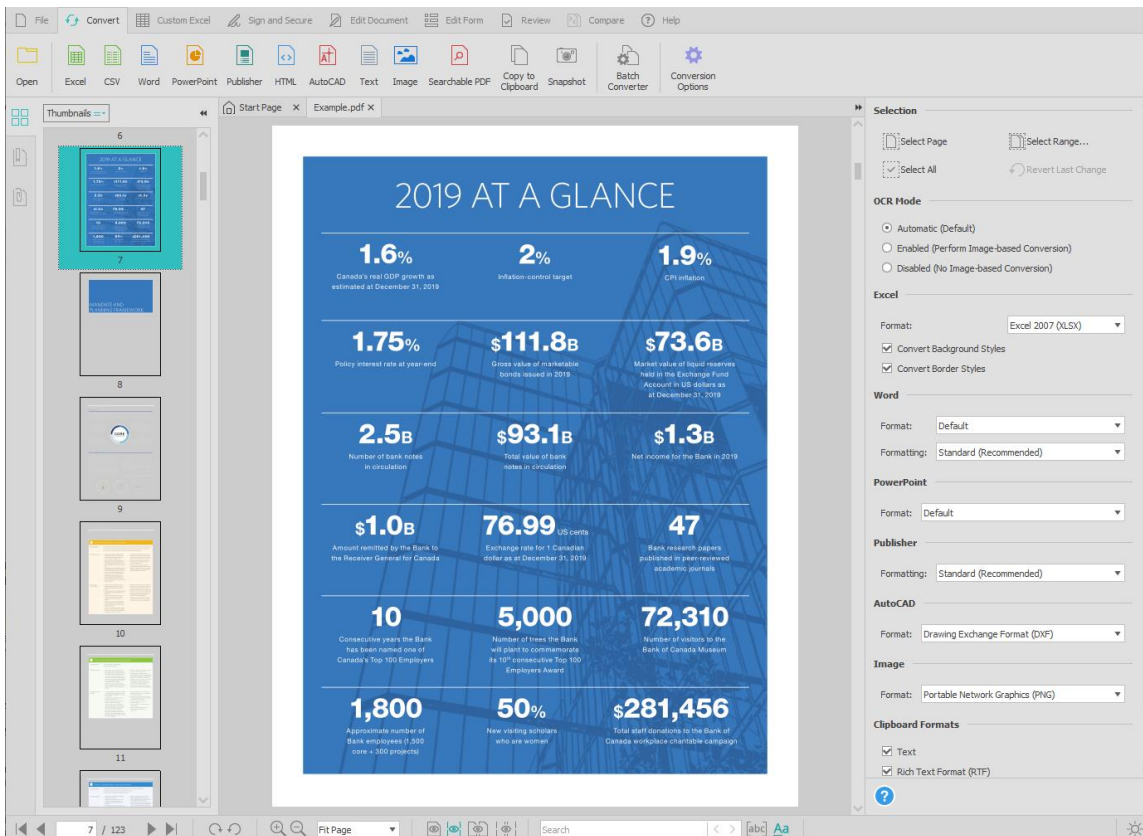 File Convert Custom Excel Sign and Secure Edit Document Edit Form Review Compare Help
Open Excel CSV Word PowerPoint Publisher HTML AutoCAD Text Image Searchable PDF Copy to Clipboard Snapshot Batch Converter Conversion Options
Thumbnails
Start Page X Example.pdf X
6
2019 AT A GLANCE
7
MANDATE AND
PLANNING FRAMEWORK
8
9
10
11
2019 AT A GLANCE
1.6%
Canada's real GDP growth as
estimated at December 31, 2019
2%
Inflation-control target
1.9%
CPI inflation
1.75%
Policy interest rate at year-end
$111.8B
Gross value of marketable
bonds issued in 2019
$73.6B
Market value of liquid reserves
held in the Exchange Fund
Account in US dollars as
at December 31, 2019
2.5B
Number of bank notes
in circulation
$93.1B
Total value of bank
notes in circulation
$1.3B
Net income for the Bank in 2019
$1.0B
Amount remitted by the Bank to
the Receiver General for Canada
76.99 US cents
Exchange rate for 1 Canadian
dollar as at December 31, 2019
47
Bank research papers
published in peer-reviewed
academic journals
10
Consecutive years the Bank
has been named one of
Canada's Top 100 Employers
5,000
Number of trees the Bank
will plant to commemorate
its 10th consecutive Top 100
Employers Award
72,310
Number of visitors to the
Bank of Canada Museum
1,800
Approximate number of
Bank employees (1,500
core + 300 projects)
50%
New visiting scholars
who are women
$281,456
Total staff donations to the Bank of
Canada workplace charitable campaign
Selection
Select Page Select Range...
Select All Revert Last Change
OCR Mode
Automatic (Default)
Enabled (Perform Image-based Conversion)
Disabled (No Image-based Conversion)
Excel
Format: Excel 2007 (XLSX)
Convert Background Styles
Convert Border Styles
Word
Format: Default
Formatting: Standard (Recommended)
PowerPoint
Format: Default
Publisher
Formatting: Standard (Recommended)
AutoCAD
Format: Drawing Exchange Format (DXF)
Image
Format: Portable Network Graphics (PNG)
Clipboard Formats
Text
Rich Text Format (RTF)
7 / 123 Fit Page Search abc Aa